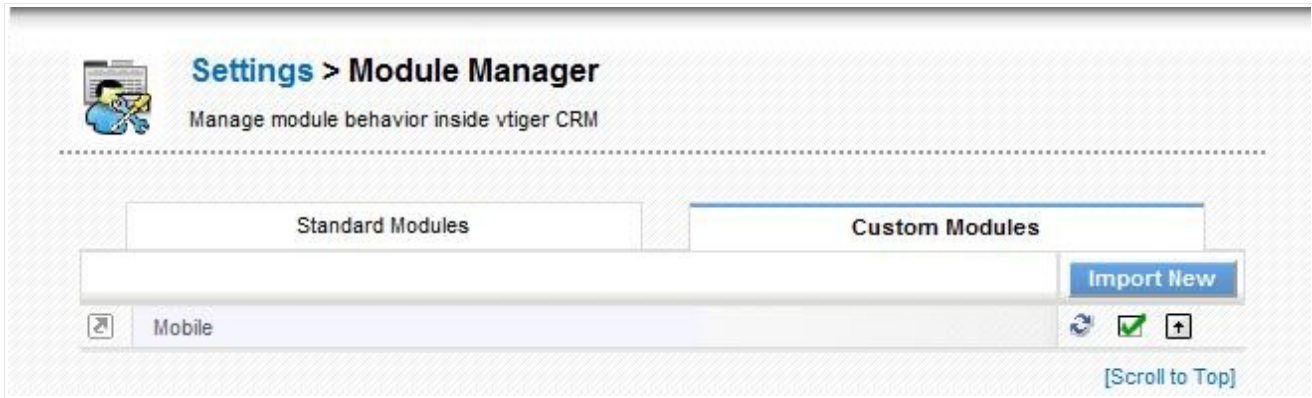 Settings > Module Manager
Manage module behavior inside vtiger CRM
Standard Modules Custom Modules
Import New
Mobile
[Scroll to Top]